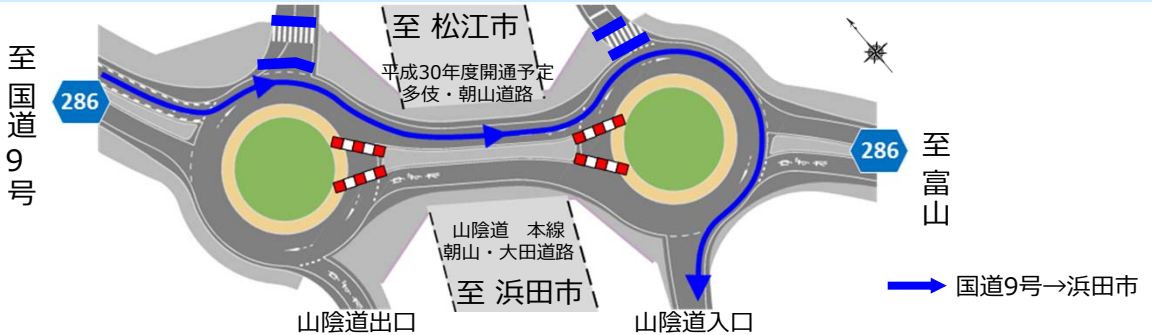 至 松江市
平成30年度開通予定
多伎・朝山道路
至国道9号
286
286
至富山
山陰道 本線
朝山・大田道路
至 浜田市
国道9号→浜田市
山陰道出口
山陰道入口